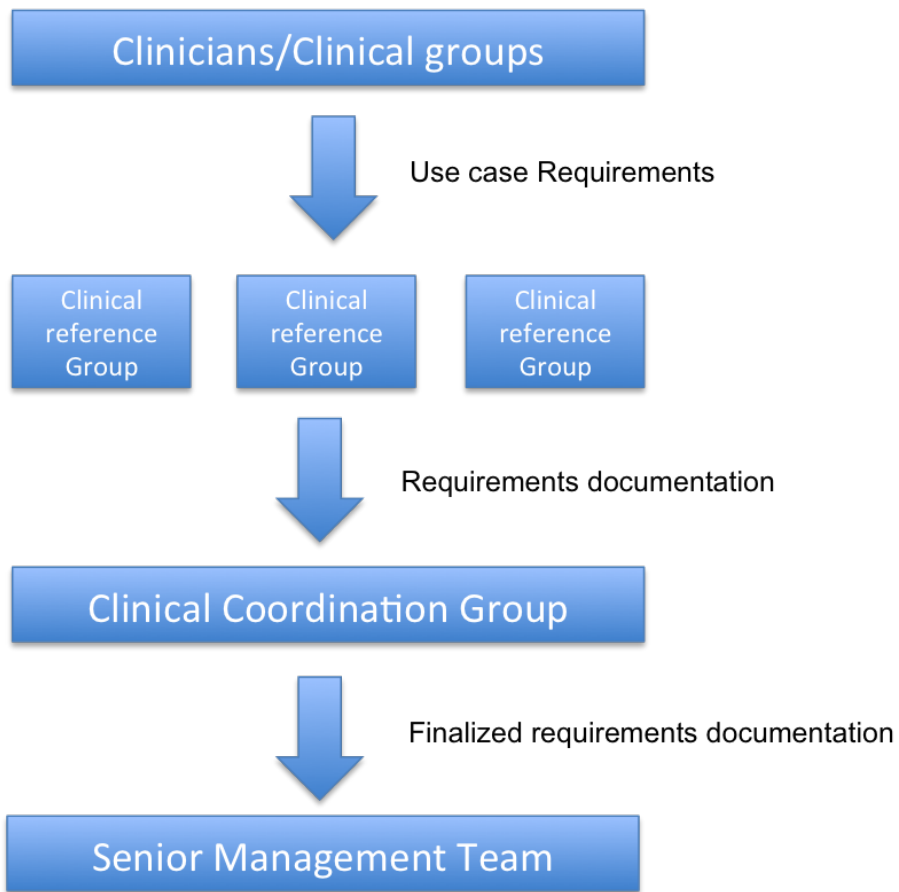 Clinicians/Clinical groups
Use case Requirements
Clinical
reference
Group
Clinical
reference
Group
Clinical
reference
Group
Requirements documentation
Clinical Coordination Group
Finalized requirements documentation
Senior Management Team